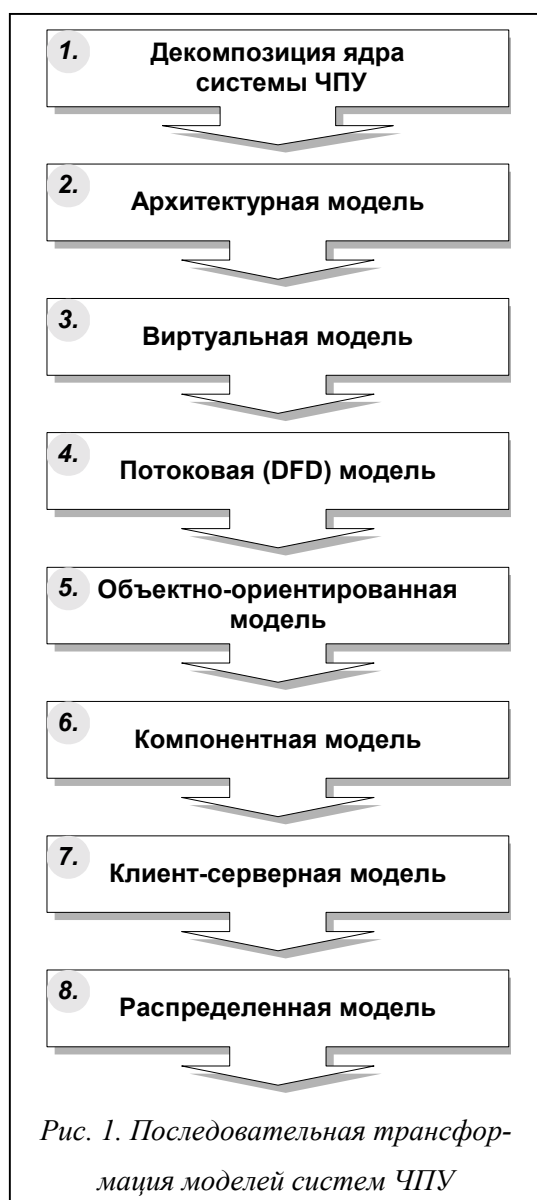 1. Декомпозиция ядра
системы ЧПУ
2. Архитектурная модель
3. Виртуальная модель
4. Потоковая (DFD) модель
5. Объектно-ориентированная
модель
6. Компонентная модель
7. Клиент-серверная модель
8. Распределенная модель
Рис. 1. Последовательная трансфор-
мация моделей систем ЧПУ